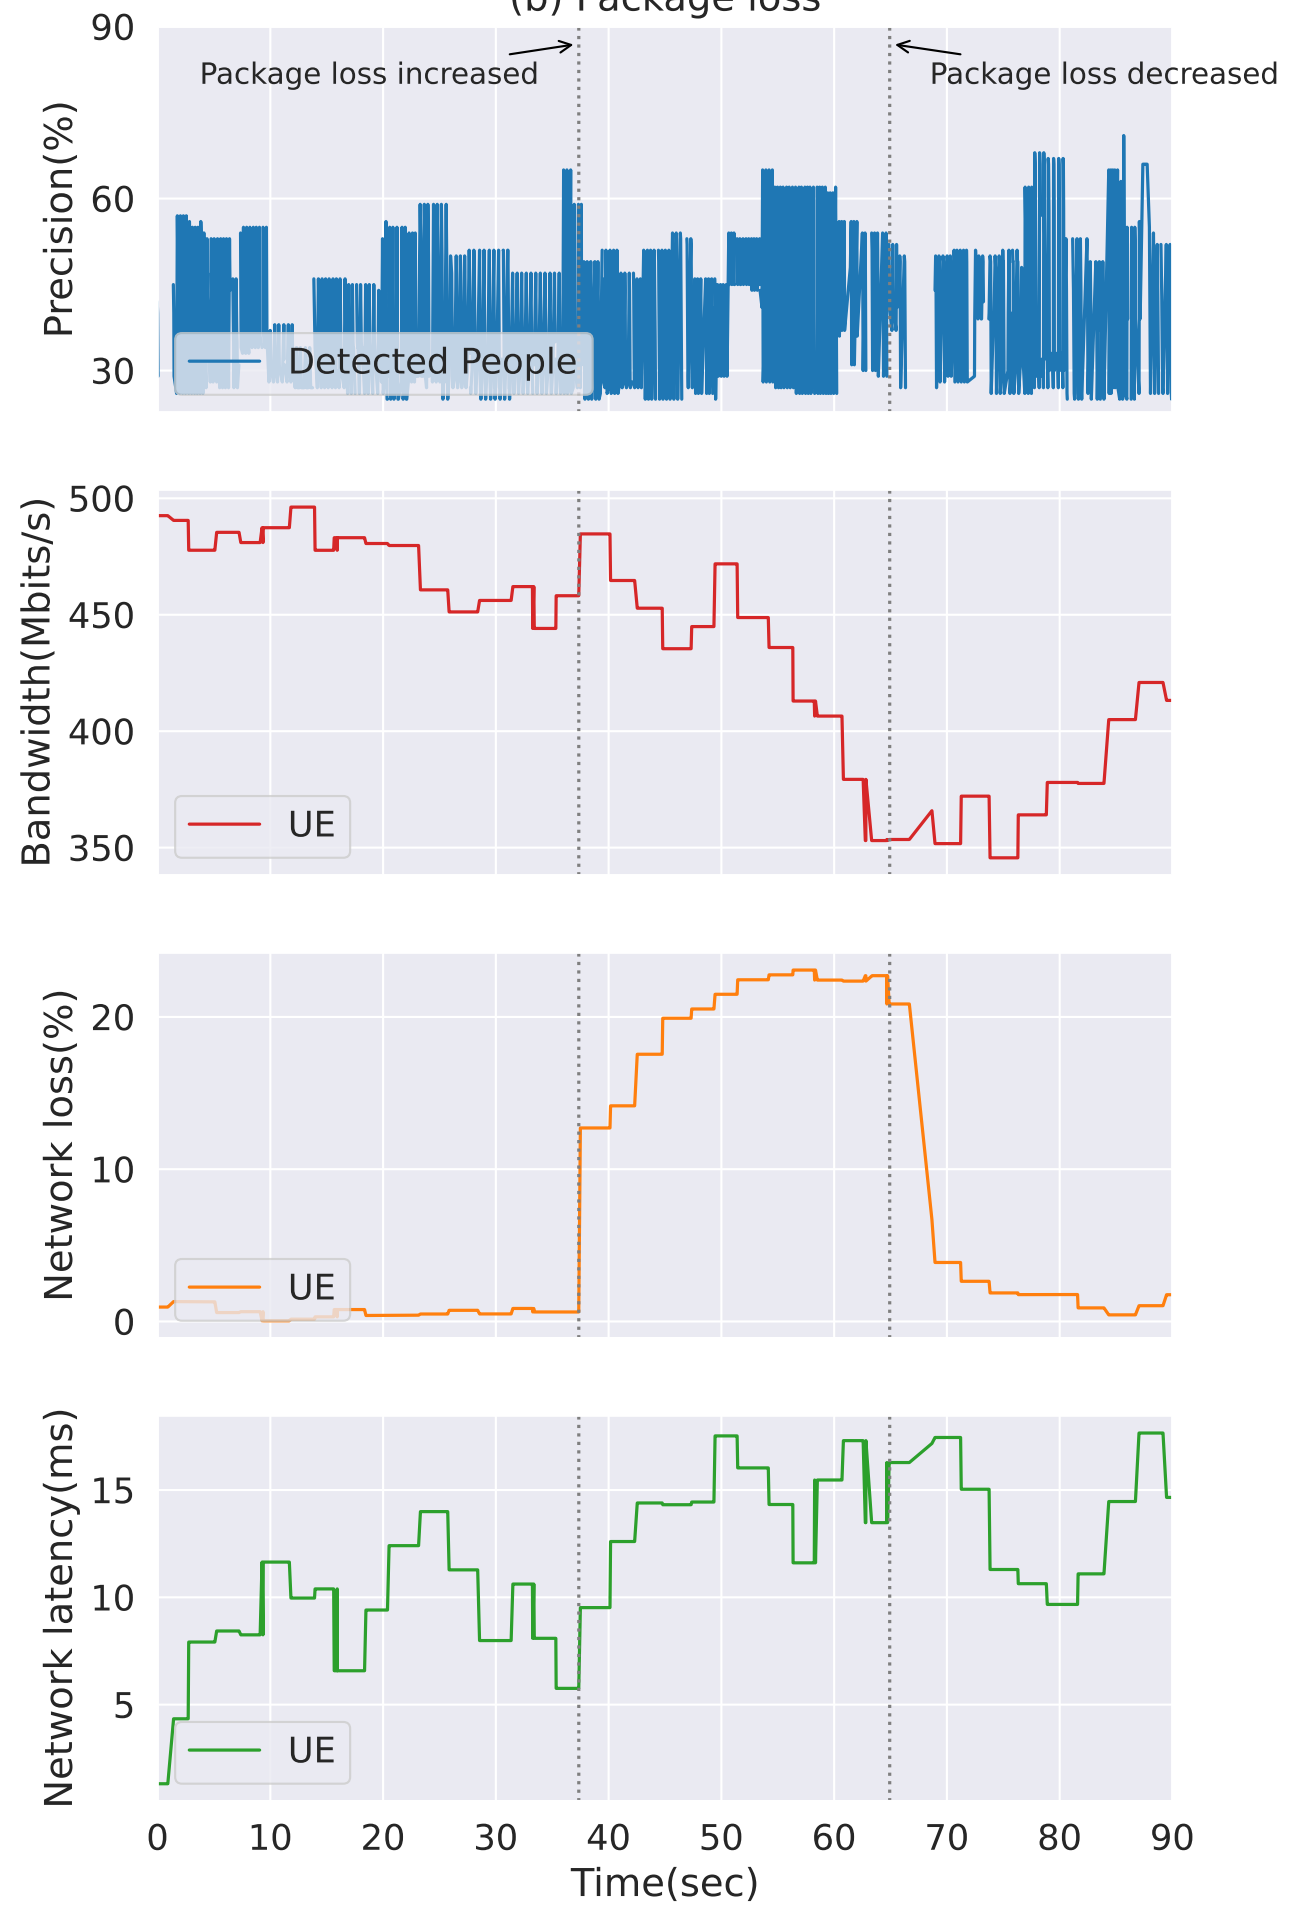 (b) Package loss
90
Package loss increased
Package loss decreased
60
30
Precision(%)
Detected People
500
450
400
350
Bandwidth(Mbits/s)
UE
20
10
0
Network loss(%)
UE
15
10
5
Network latency(ms)
UE
0 10 20 30 40 50 60 70 80 90
Time(sec)